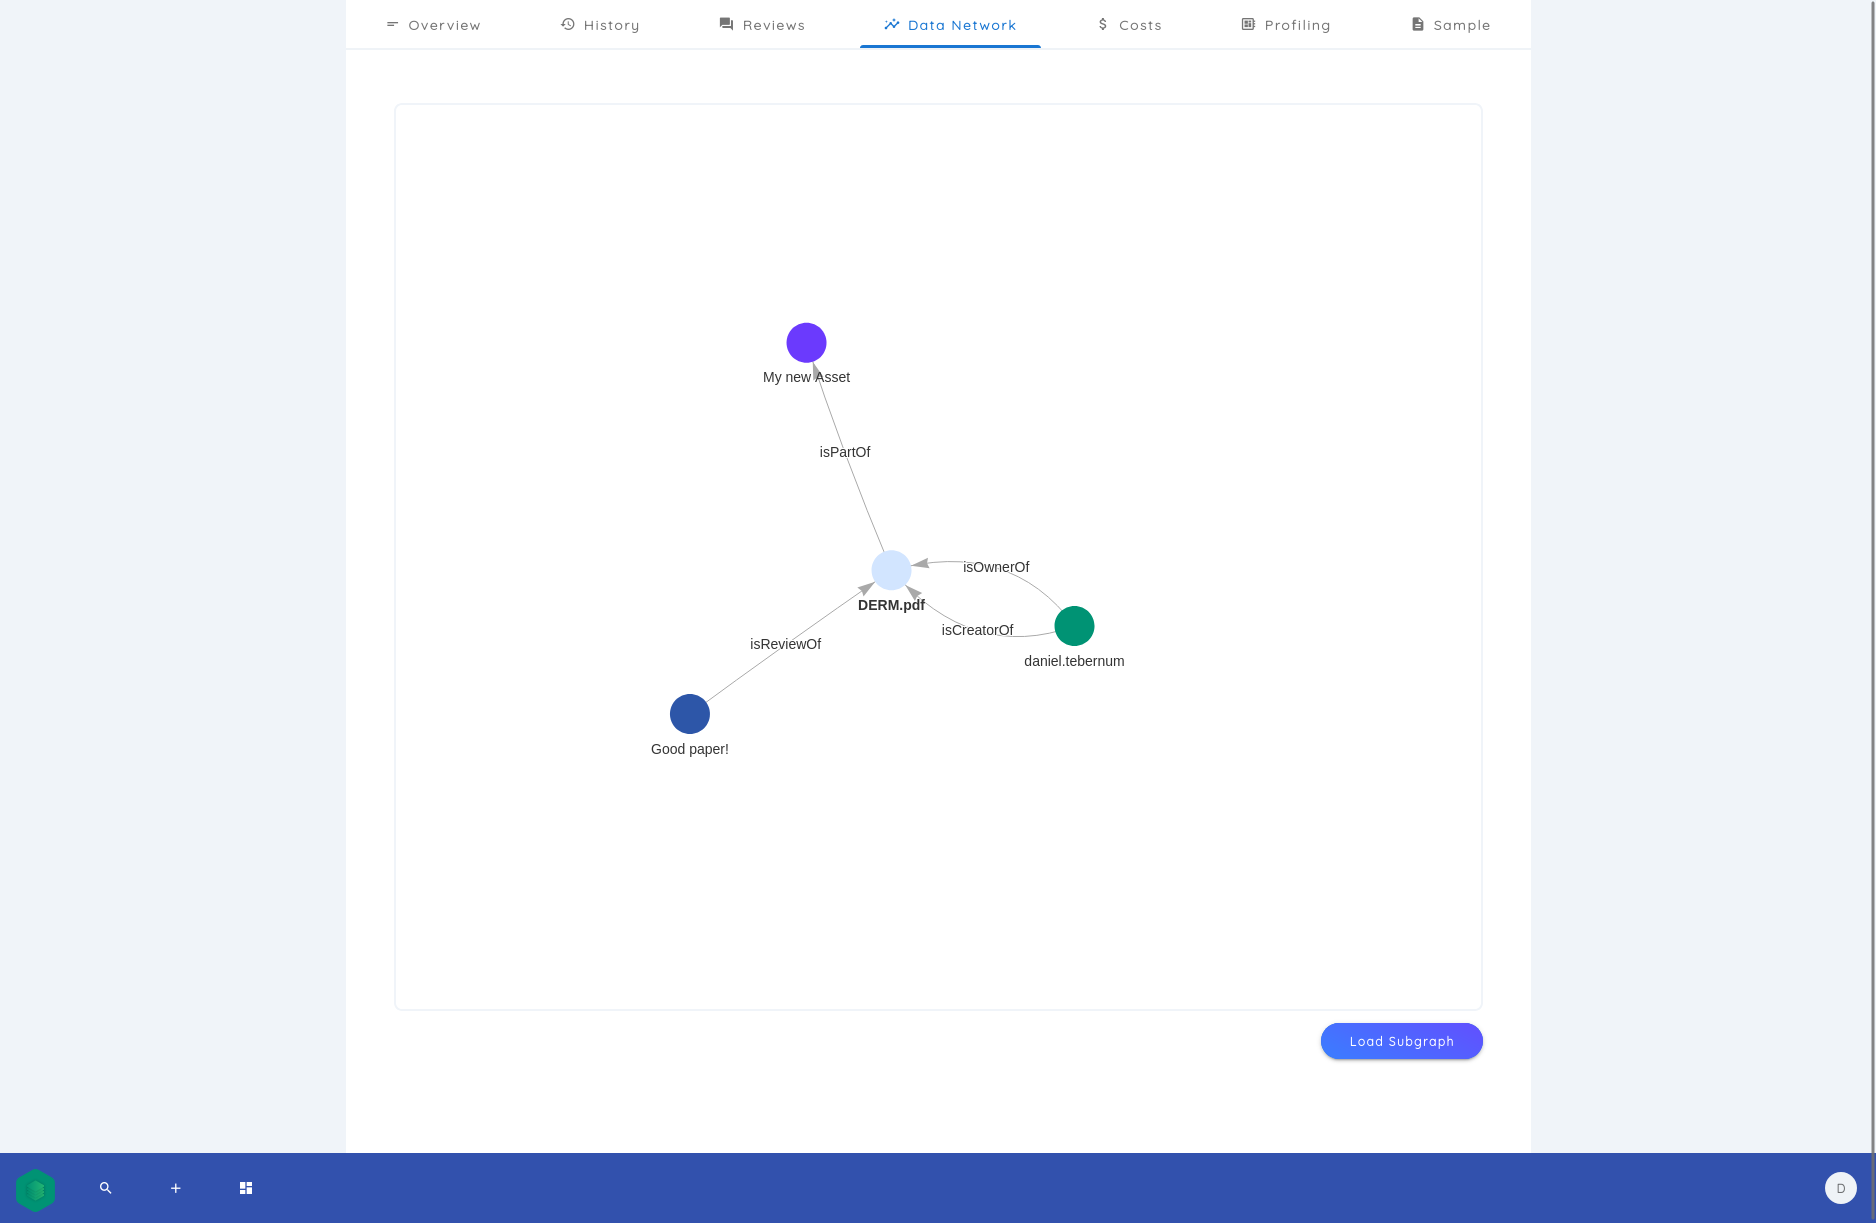 Overview
History
Reviews
Data Network
Costs
Profiling
Sample
My new Asset
isPartOf
isOwnerOf
DERM.pdf
isCreatorOf
isReviewOf
daniel.tebernum
Good paper!
Load Subgraph
D